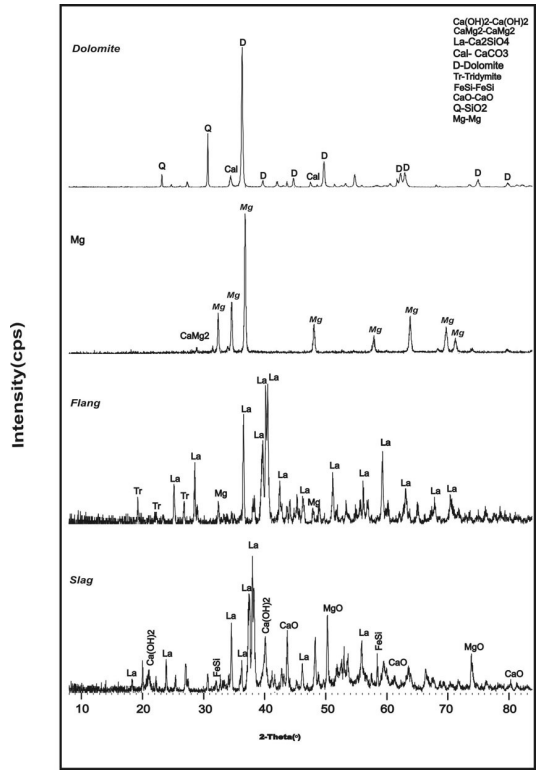 Ca(OH)2-Ca(OH)2
CaMg2-CaMg2
La-Ca2SiO4
Cal- CaCO3
D-Dolomite
Tr-Tridymite
FeSi-FeSi
CaO-CaO
Q-SiO2
Mg-Mg
Dolomite
Q
Q
Cal
D
D
D
Cal
D
D
D
D
D
Mg
CaMg2
Mg
Mg
Mg
Mg
Mg
Mg
Mg
Mg
Flang
Tr
Tr
La
Tr
La
Mg
La
La
La
La
La
La
Mg
La
La
La
La
La
La
Slag
La
Ca(OH)2
La
FeSi
La
La
La
La
Ca(OH)2
CaO
La
MgO
La
FeSi
CaO
MgO
CaO
10 20 30 40 50 60 70 80
2-Theta(º)
Intensity(cps)